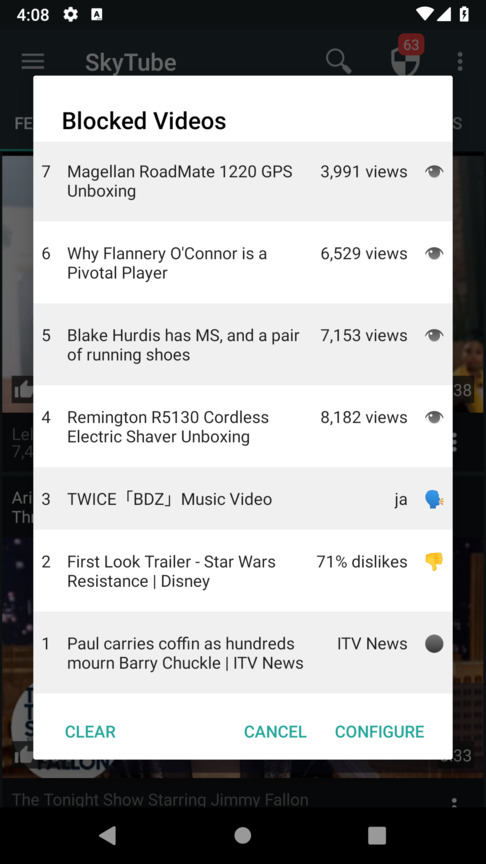 4:08
A
SkyTube
63
FE
S
Blocked Videos
7 Magellan RoadMate 1220 GPS 3,991 views
Unboxing
6 Why Flannery O'Connor is a 6,529 views
Pivotal Player
5 Blake Hurdis has MS, and a pair 7,153 views
of running shoes
:38
4 Remington R5130 Cordless 8,182 views
Electric Shaver Unboxing
Lel
7,4
3 TWICE「BDZ」Music Video ja
Ari
Thr
2 First Look Trailer - Star Wars 71% dislikes
Resistance | Disney
1 Paul carries coffin as hundreds ITV News
mourn Barry Chuckle | ITV News
CLEAR CANCEL CONFIGURE
FALLON
:33
The Tonight Show Starring Jimmy Fallon